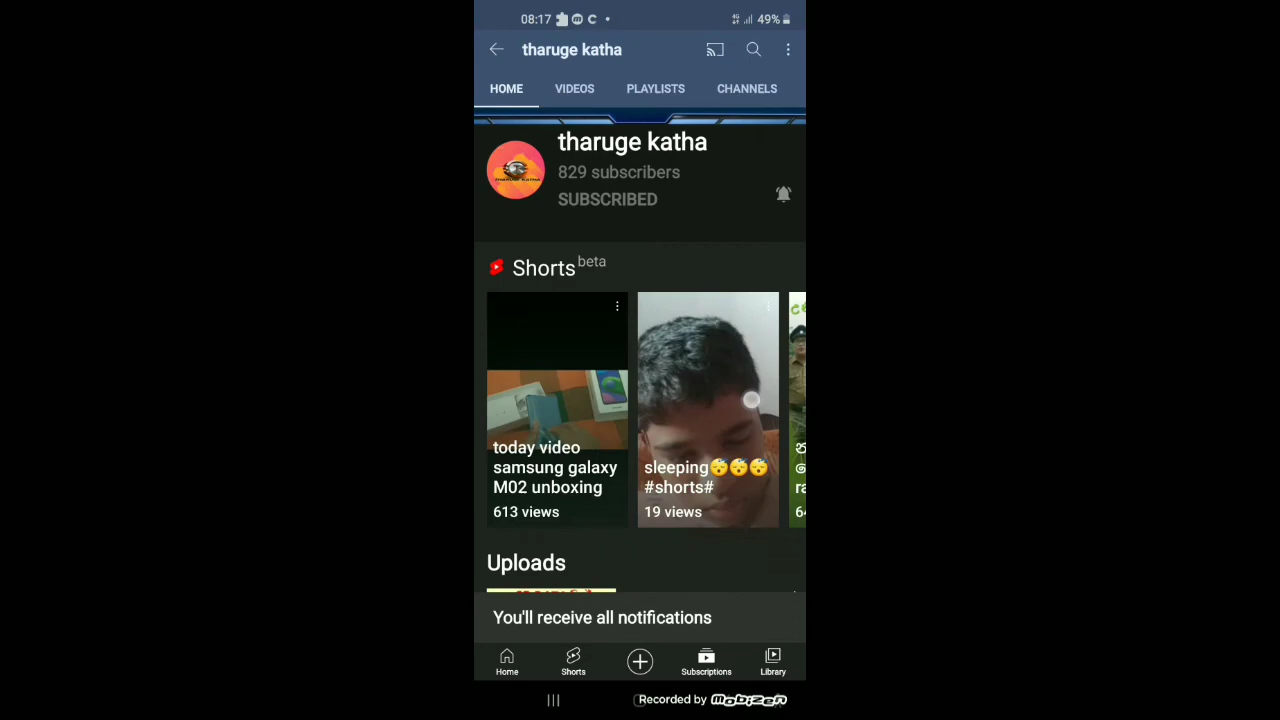 08:17
49%
tharuge katha
HOME VIDEOS PLAYLISTS CHANNELS
tharuge katha
829 subscribers
SUBSCRIBED
Shorts beta
today video
samsung galaxy
M02 unboxing
613 views
sleeping😴😴😴
#shorts#
19 views
Uploads
You'll receive all notifications
Home Shorts Subscriptions Library
Recorded by mobizen